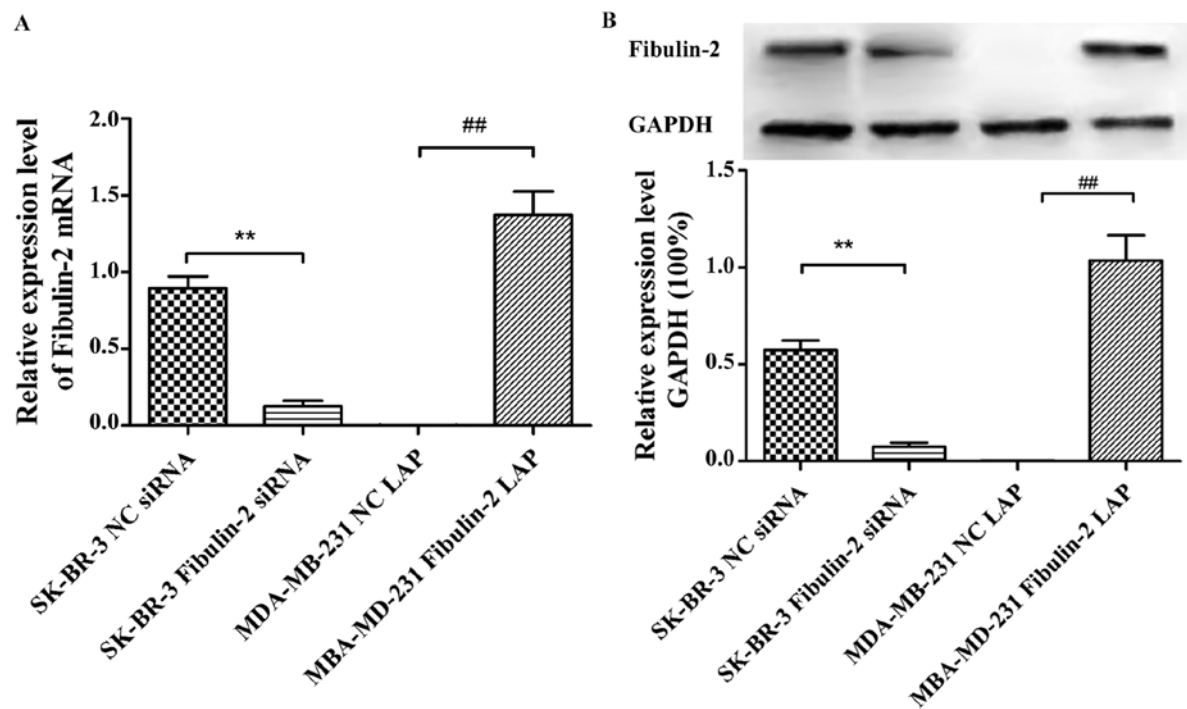 A
Relative expression level
of Fibulin-2 mRNA
2.0
1.5
1.0
0.5
0.0
**
##
SK-BR-3 NC siRNA
SK-BR-3 Fibulin-2 siRNA
MDA-MB-231 NC LAP
MBA-MD-231 Fibulin-2 LAP
B
Fibulin-2
GAPDH
Relative expression level
GAPDH (100%)
1.5
1.0
0.5
0.0
**
##
SK-BR-3 NC siRNA
SK-BR-3 Fibulin-2 siRNA
MDA-MB-231 NC LAP
MBA-MD-231 Fibulin-2 LAP